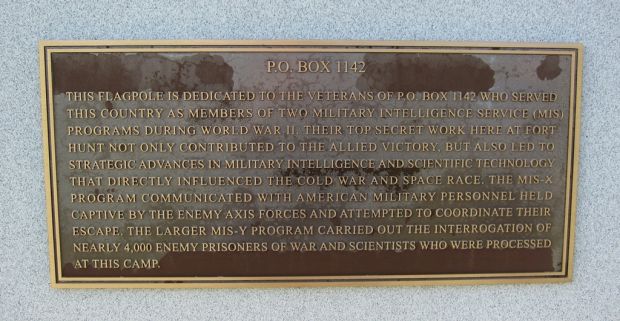 P.O. BOX 1142
THIS FLAGPOLE IS DEDICATED TO THE VETERANS OF P.O. BOX 1142 WHO SERVED
THIS COUNTRY AS MEMBERS OF TWO MILITARY INTELLIGENCE SERVICE (MIS)
PROGRAMS DURING WORLD WAR II. THEIR TOP SECRET WORK HERE AT FORT
HUNT NOT ONLY CONTRIBUTED TO THE ALLIED VICTORY, BUT ALSO LED TO
STRATEGIC ADVANCES IN MILITARY INTELLIGENCE AND SCIENTIFIC TECHNOLOGY
THAT DIRECTLY INFLUENCED THE COLD WAR AND SPACE RACE. THE MIS-X
PROGRAM COMMUNICATED WITH AMERICAN MILITARY PERSONNEL HELD
CAPTIVE BY THE ENEMY AXIS FORCES AND ATTEMPTED TO COORDINATE THEIR
ESCAPE. THE LARGER MIS-Y PROGRAM CARRIED OUT THE INTERROGATION OF
NEARLY 4,000 ENEMY PRISONERS OF WAR AND SCIENTISTS WHO WERE PROCESSED
AT THIS CAMP.